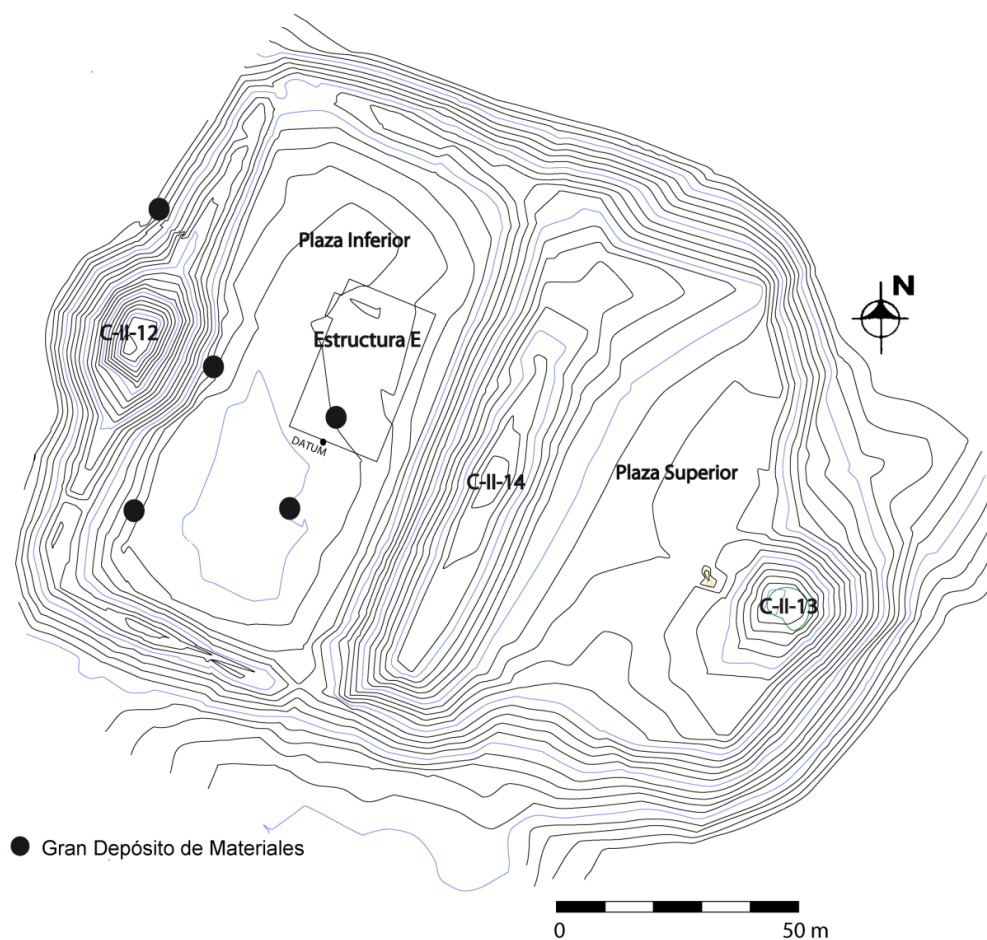 Plaza Inferior
N
C-II-12
Estructura E
DATUM
Plaza Superior
C-II-14
C-II-13
Gran Depósito de Materiales
0 50 m